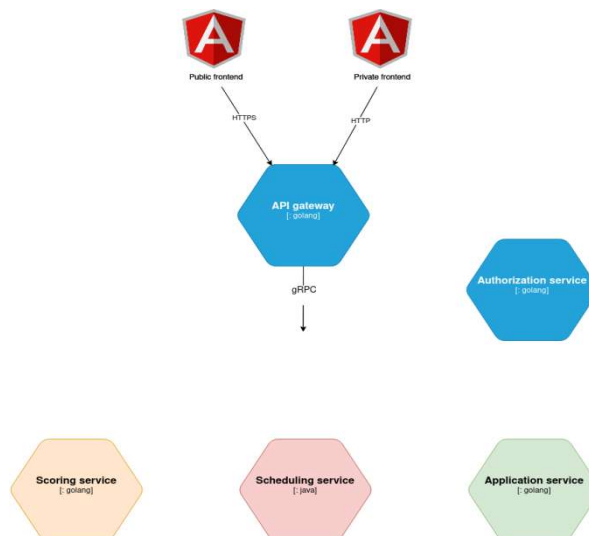 Public frontend
Private frontend
HTTPS
HTTP
API gateway
[: golang]
gRPC
Authorization service
[: golang]
Scoring service
[: golang]
Scheduling service
[: java]
Application service
[: golang]